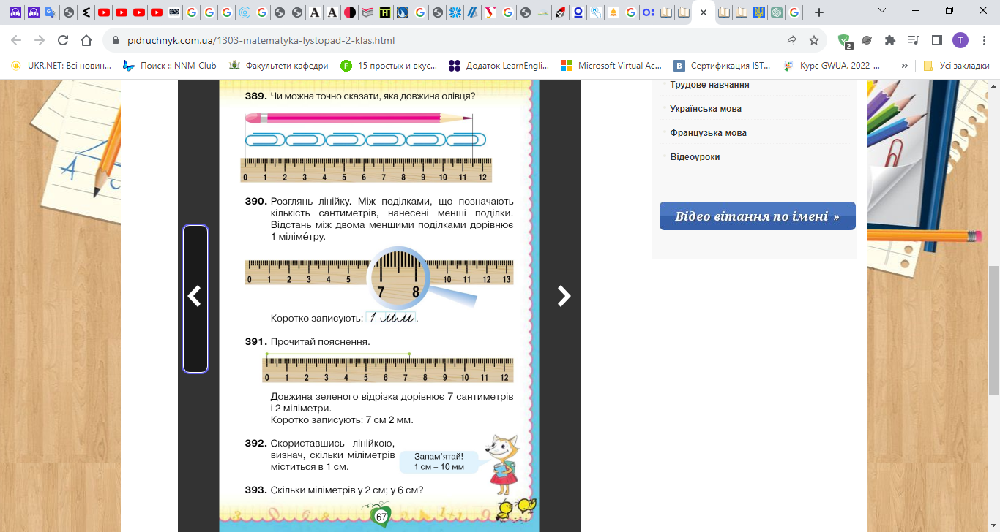 pidruchnyk.com.ua/1303-matematyka-lystopad-2-klas.html
T
2
UKR.NET: Всі новин...
Поиск :: NNM-Club
Факультети кафедри
15 простых и вкус...
Додаток LearnEngli...
Microsoft Virtual Ac...
Сертификация IST...
Курс GWUA. 2022-...
»
Усі закладки
389. Чи можна точно сказати, яка довжина олівця?
0 1 2 3 4 5 6 7 8 9 10 11 12
390. Розглянь лінійку. Між поділками, що позначають
кількість сантиметрів, нанесені менші поділки.
Відстань між двома меншими поділками дорівнює
1 міліме́тру.
0 1 2 3 4 5 7 8 10 11 12 13
Коротко записують: 1 мм.
391. Прочитай пояснення.
0 1 2 3 4 5 6 7 8 9 10 11 12
Довжина зеленого відрізка дорівнює 7 сантиметрів
і 2 міліметри.
Коротко записують: 7 см 2 мм.
392. Скориставшись лінійкою,
визнач, скільки міліметрів
міститься в 1 см.
Запам'ятай!
1 см = 10 мм
393. Скільки міліметрів у 2 см; у 6 см?
67
Трудове навчання
Українська мова
Французька мова
Відеоуроки
Відео вітання по імені »